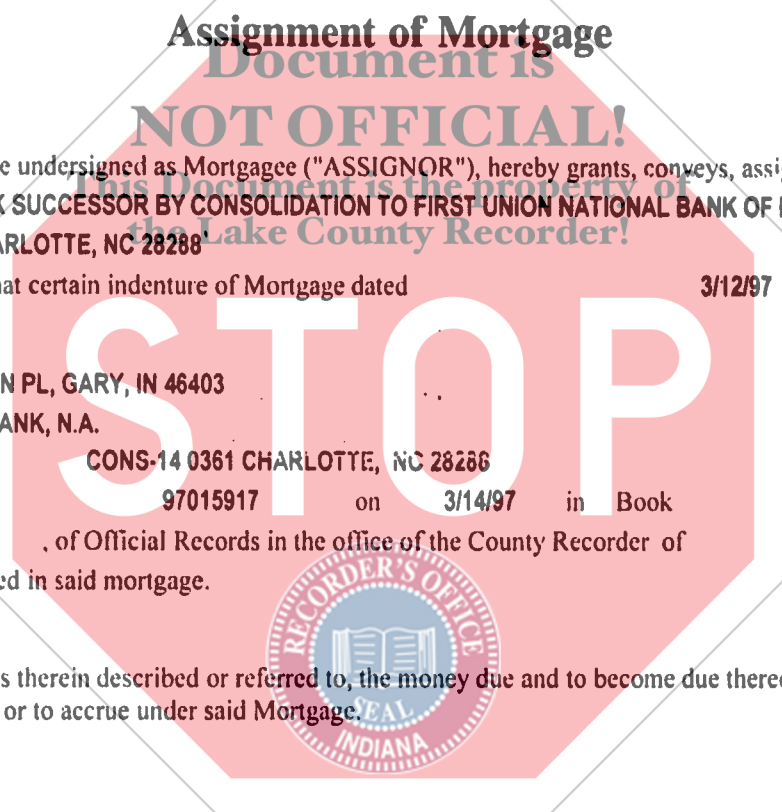 Assignment of Mortgage
Document is
NOT OFFICIAL!
e undersigned as Mortgagee ("ASSIGNOR"), hereby grants, conveys, assi
This Document is the property of
K SUCCESSOR BY CONSOLIDATION TO FIRST UNION NATIONAL BANK OF
the Lake County Recorder!
ARLOTTE, NC 28288
at certain indenture of Mortgage dated 3/12/97
STOP
N PL, GARY, IN 46403
ANK, N.A.
CONS-14 0361 CHARLOTTE, NC 28288
97015917 on 3/14/97 in Book
, of Official Records in the office of the County Recorder of
ed in said mortgage.
RECORDER'S OFFICE
s therein described or referred to, the money due and to become due there
or to accrue under said Mortgage.
SEAL
INDIANA